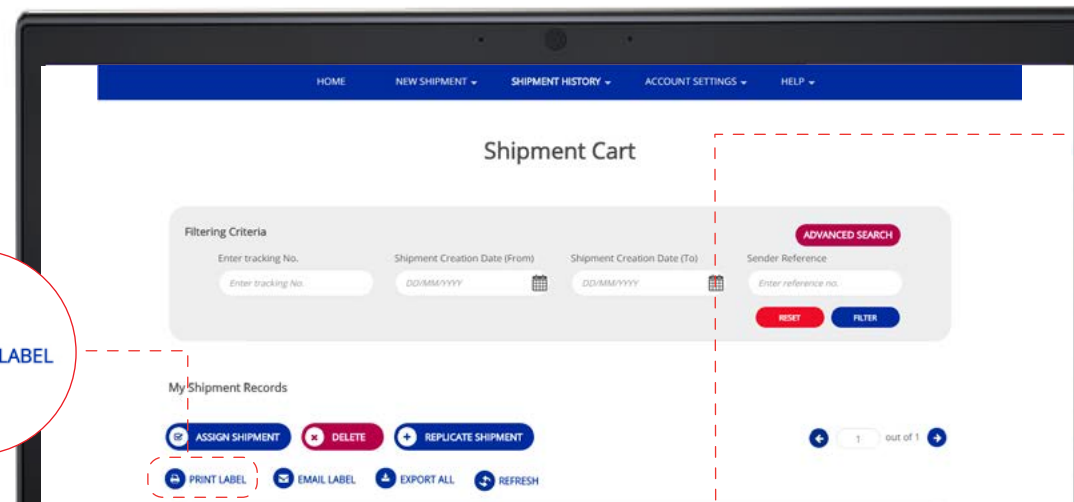 HOME NEW SHIPMENT SHIPMENT HISTORY ACCOUNT SETTINGS HELP
Shipment Cart
Filtering Criteria
ADVANCED SEARCH
Enter tracking No. Shipment Creation Date (From) Shipment Creation Date (To) Sender Reference
Enter tracking No. DD/MM/YYYY DD/MM/YYYY Enter reference no.
RESET FILTER
LABEL
My Shipment Records
ASSIGN SHIPMENT DELETE REPLICATE SHIPMENT
1 out of 1
PRINT LABEL EMAIL LABEL EXPORT ALL REFRESH